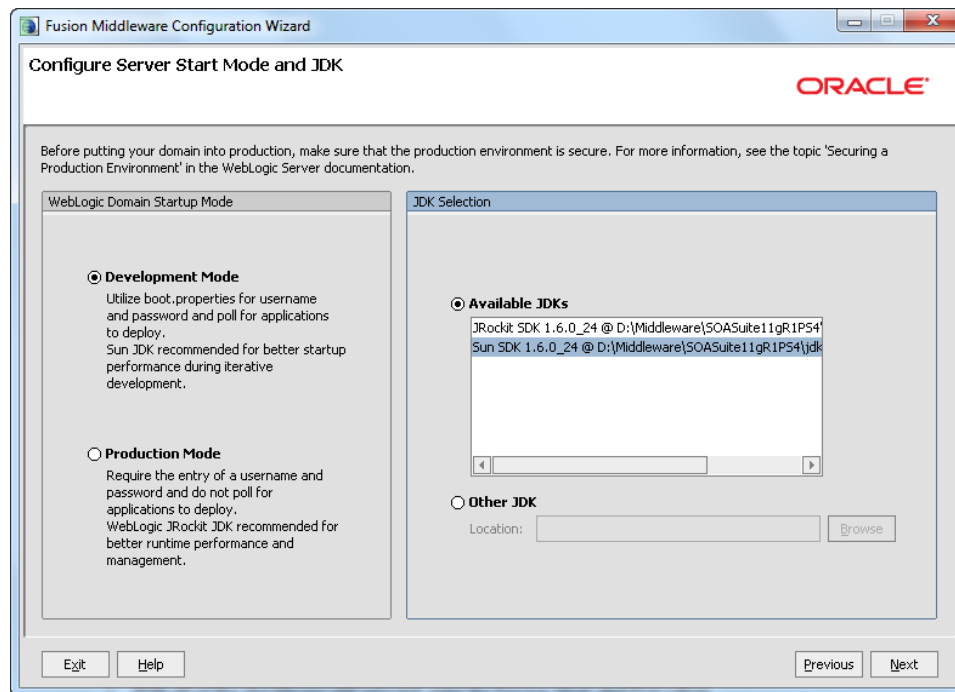 Fusion Middleware Configuration Wizard
Configure Server Start Mode and JDK
ORACLE
Before putting your domain into production, make sure that the production environment is secure. For more information, see the topic 'Securing a
Production Environment' in the WebLogic Server documentation.
WebLogic Domain Startup Mode
Development Mode
Utilize boot.properties for username
and password and poll for applications
to deploy.
Sun JDK recommended for better startup
performance during iterative
development.
Production Mode
Require the entry of a username and
password and do not poll for
applications to deploy.
WebLogic JRockit JDK recommended for
better runtime performance and
management.
JDK Selection
Available JDKs
JRockit SDK 1.6.0_24 @ D:\Middleware\SOASuite11gR1PS4\
Sun SDK 1.6.0_24 @ D:\Middleware\SOASuite11gR1PS4\jdk
Other JDK
Location:
Browse
Exit
Help
Previous
Next